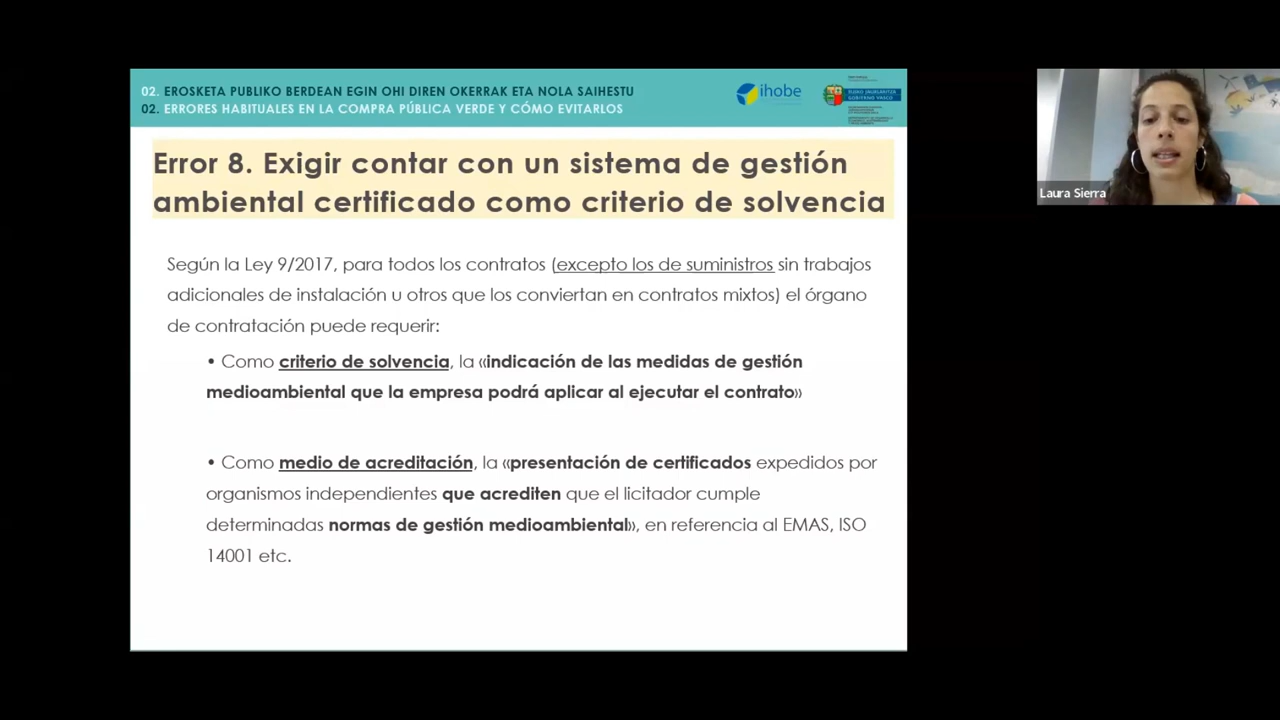 02. EROSKETA PUBLIKO BERDEAN EGIN OHI DIREN OKERRAK ETA NOLA SAIHESTU
02. ERRORES HABITUALES EN LA COMPRA PÚBLICA VERDE Y CÓMO EVITARLOS
ihobe
EUSKO JAURLARITZA
GOBIERNO VASCO
Error 8. Exigir contar con un sistema de gestión
ambiental certificado como criterio de solvencia
Laura Sierra
Según la Ley 9/2017, para todos los contratos (excepto los de suministros sin trabajos
adicionales de instalación u otros que los conviertan en contratos mixtos) el órgano
de contratación puede requerir:
• Como criterio de solvencia, la «indicación de las medidas de gestión
medioambiental que la empresa podrá aplicar al ejecutar el contrato»
• Como medio de acreditación, la «presentación de certificados expedidos por
organismos independientes que acrediten que el licitador cumple
determinadas normas de gestión medioambiental», en referencia al EMAS, ISO
14001 etc.